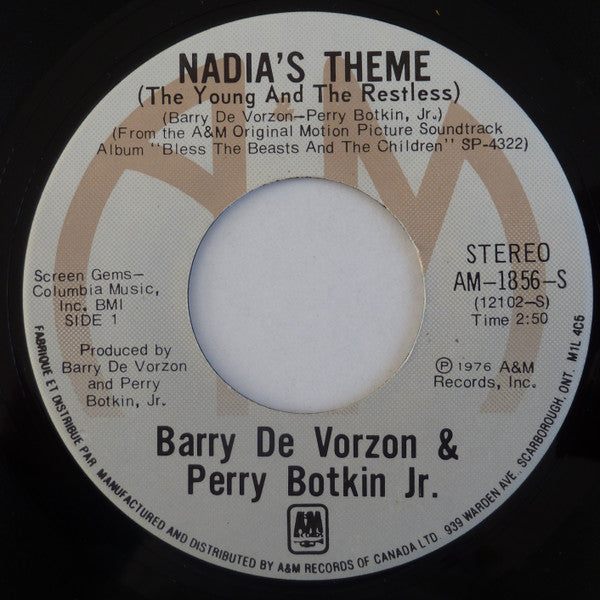 NADIA'S THEME
(The Young And The Restless)
(Barry De Vorzon—Perry Botkin, Jr.)
(From the A&M Original Motion Picture Soundtrack
Album "Bless The Beasts And The Children" SP-4322)
Screen Gems—
Columbia Music,
Inc. BMI
SIDE 1
Produced by
Barry De Vorzon
and Perry
Botkin, Jr.
STEREO
AM-1856-S
(12102-S)
Time 2:50
Ⓟ 1976 A&M
Records, Inc.
Barry De Vorzon &
Perry Botkin Jr.
A&M
RECORDS
FABRIQUE ET DISTRIBUE PAR MANUFACTURED AND DISTRIBUTED BY A&M RECORDS OF CANADA LTD 939 WARDEN AVE., SCARBOROUGH, ONT. M1L 4C5